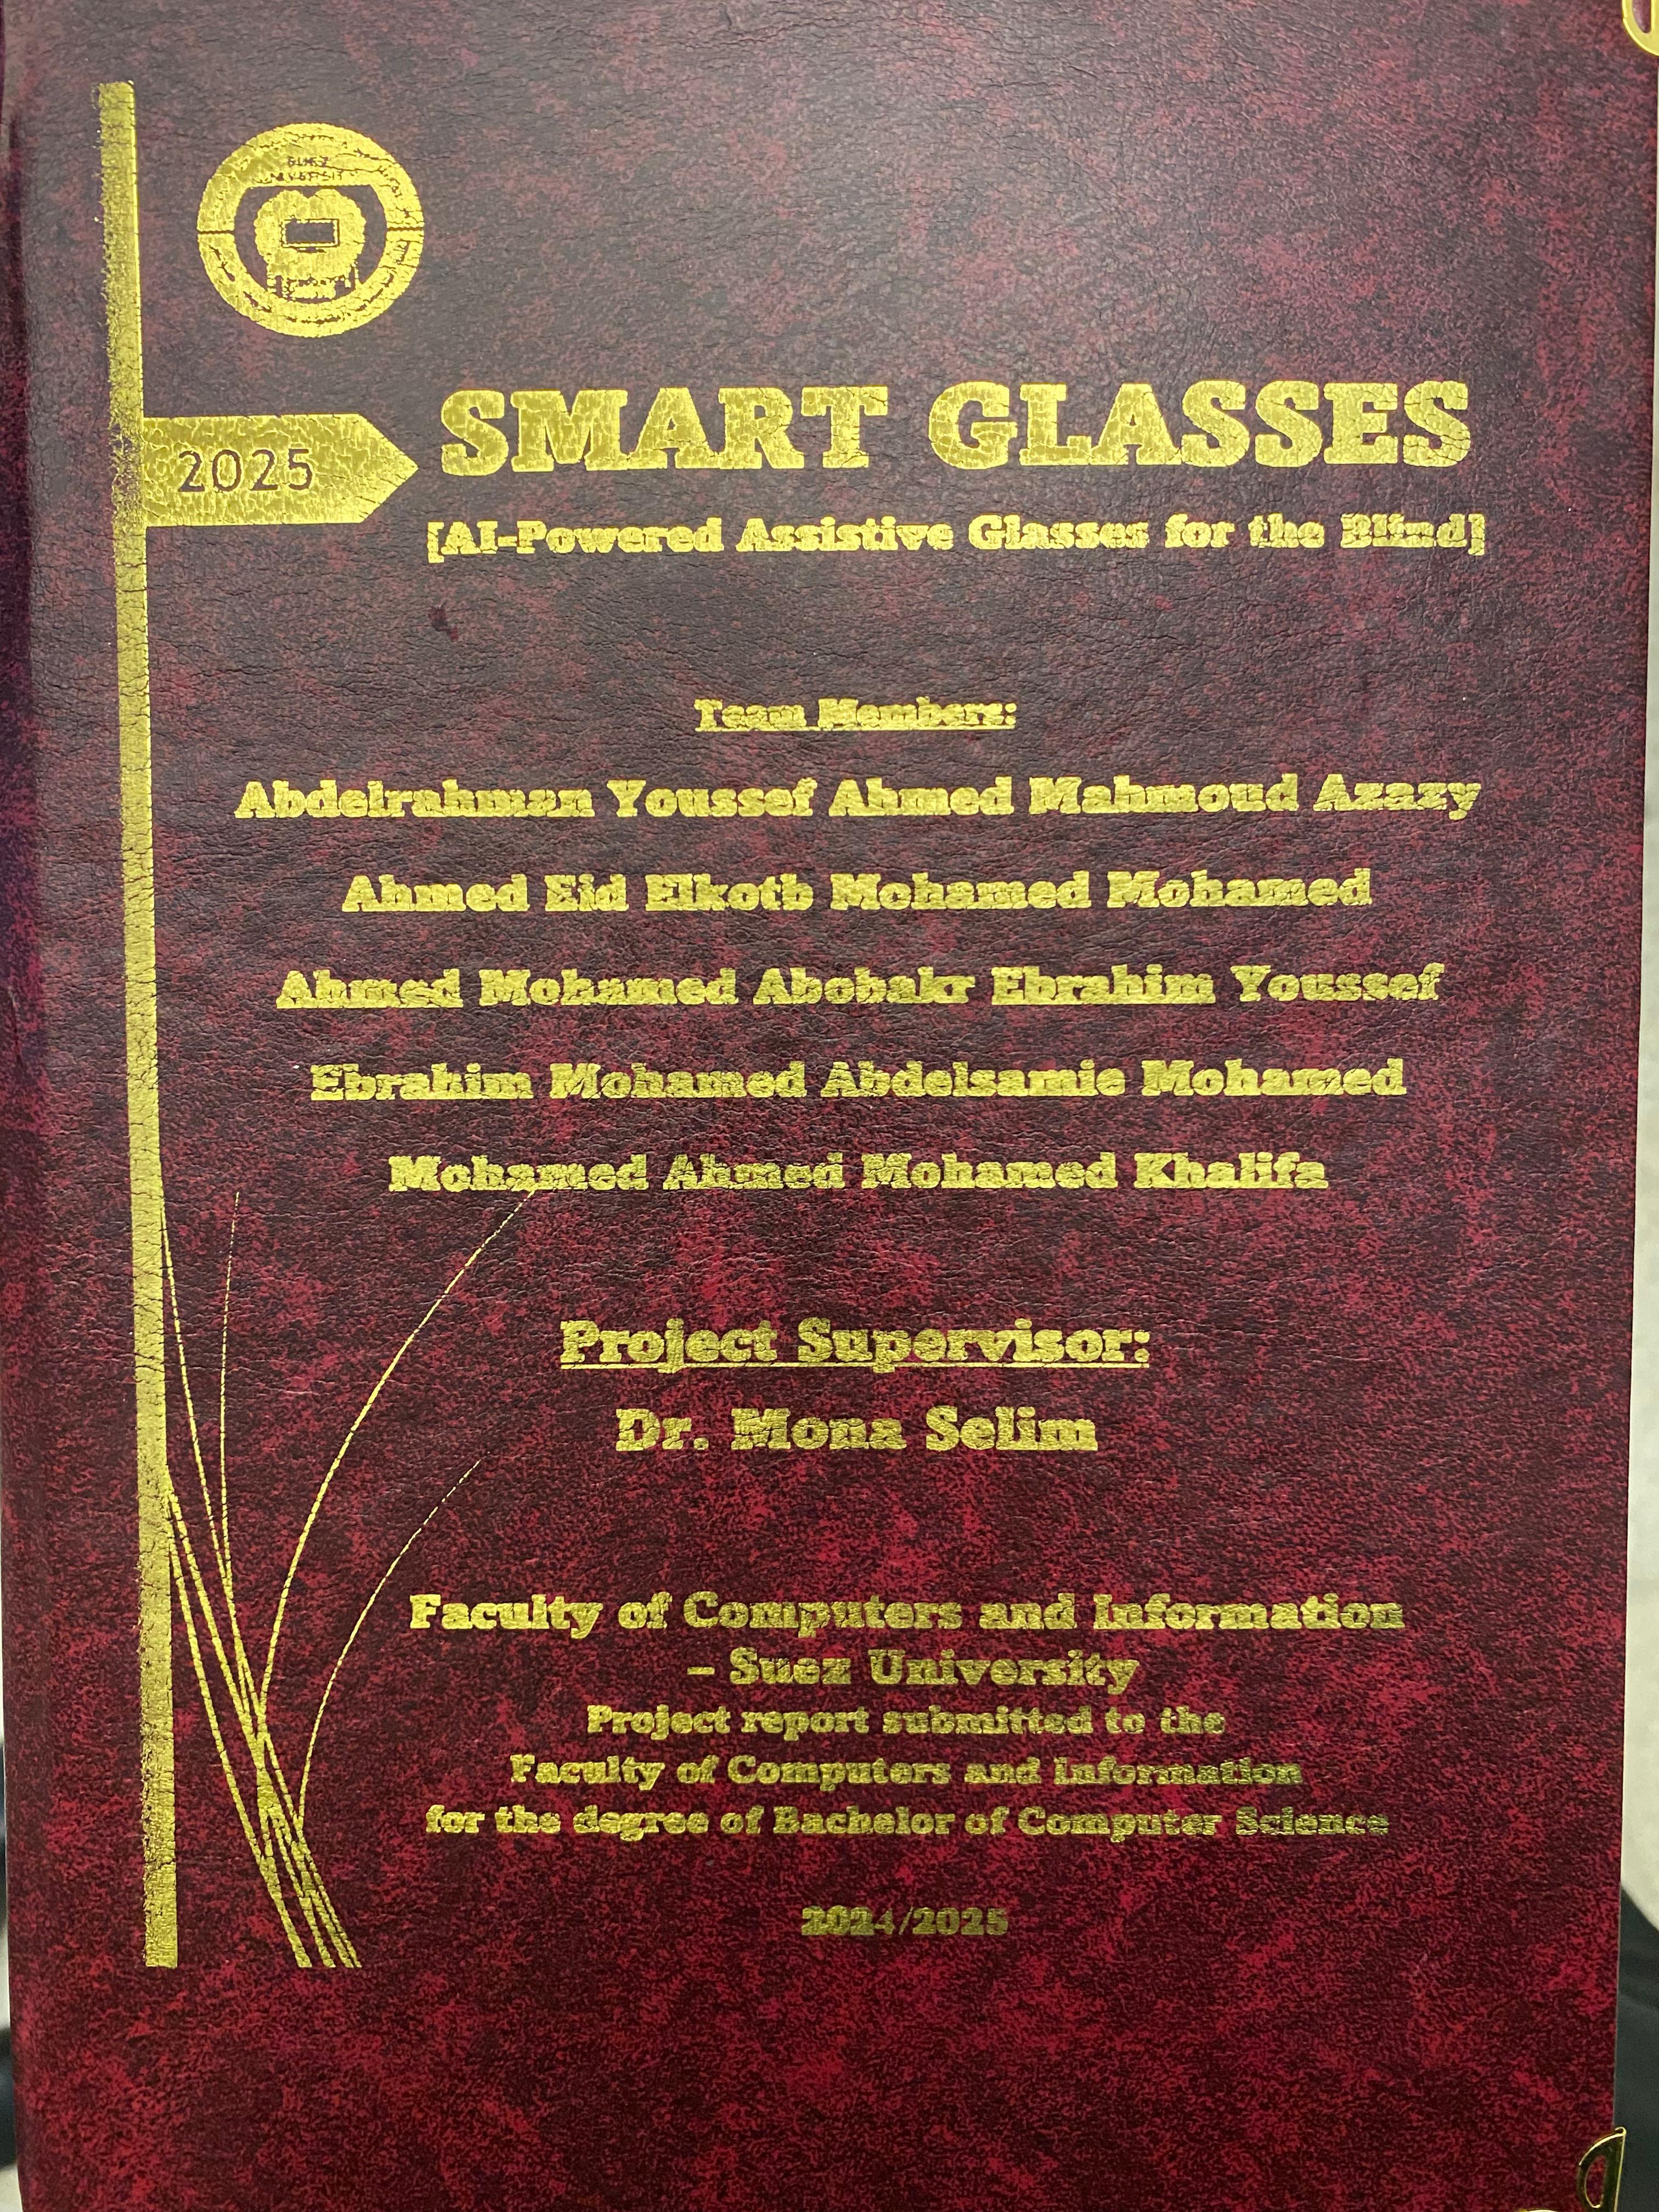 SUEZ
2025
SMART GLASSES
[AI-Powered Assistive Glasses for the Blind]
Team Members:
Abdelrahman Youssef Ahmed Mahmoud Azazy
Ahmed Eid Elkotb Mohamed Mohamed
Ahmed Mohamed Abobakr Ebrahim Youssef
Ebrahim Mohamed Abdelsamie Mohamed
Mohamed Ahmed Mohamed Khalifa
Project Supervisor:
Dr. Mona Selim
Faculty of Computers and Information
– Suez University
Project report submitted to the
Faculty of Computers and Information
for the degree of Bachelor of Computer Science
2024/2025